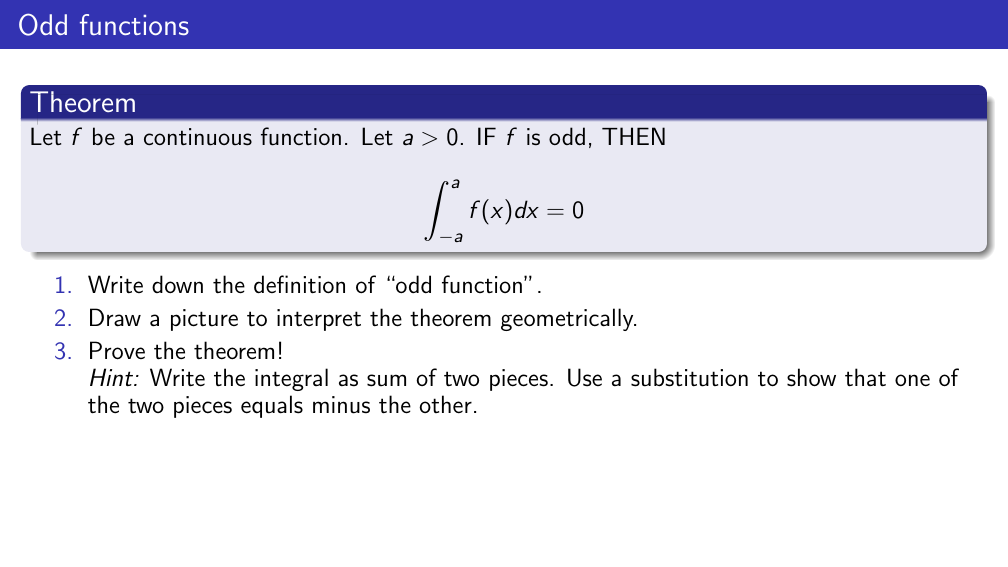 Odd functions
Theorem
Let f be a continuous function. Let a > 0. IF f is odd, THEN
∫_{−a}^{a} f(x)dx = 0
1. Write down the definition of “odd function”.
2. Draw a picture to interpret the theorem geometrically.
3. Prove the theorem!
Hint: Write the integral as sum of two pieces. Use a substitution to show that one of
the two pieces equals minus the other.